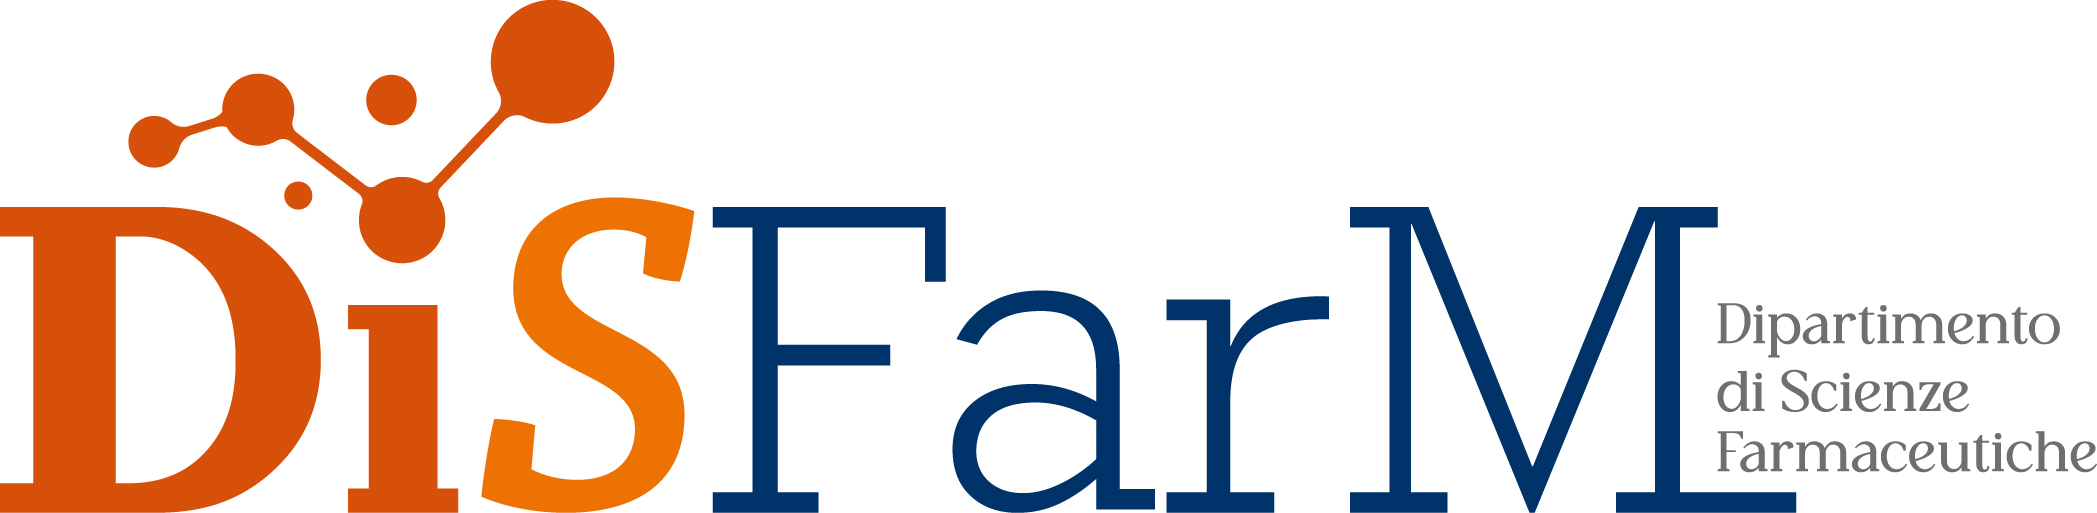 DiSFarM
Dipartimento
di Scienze
Farmaceutiche